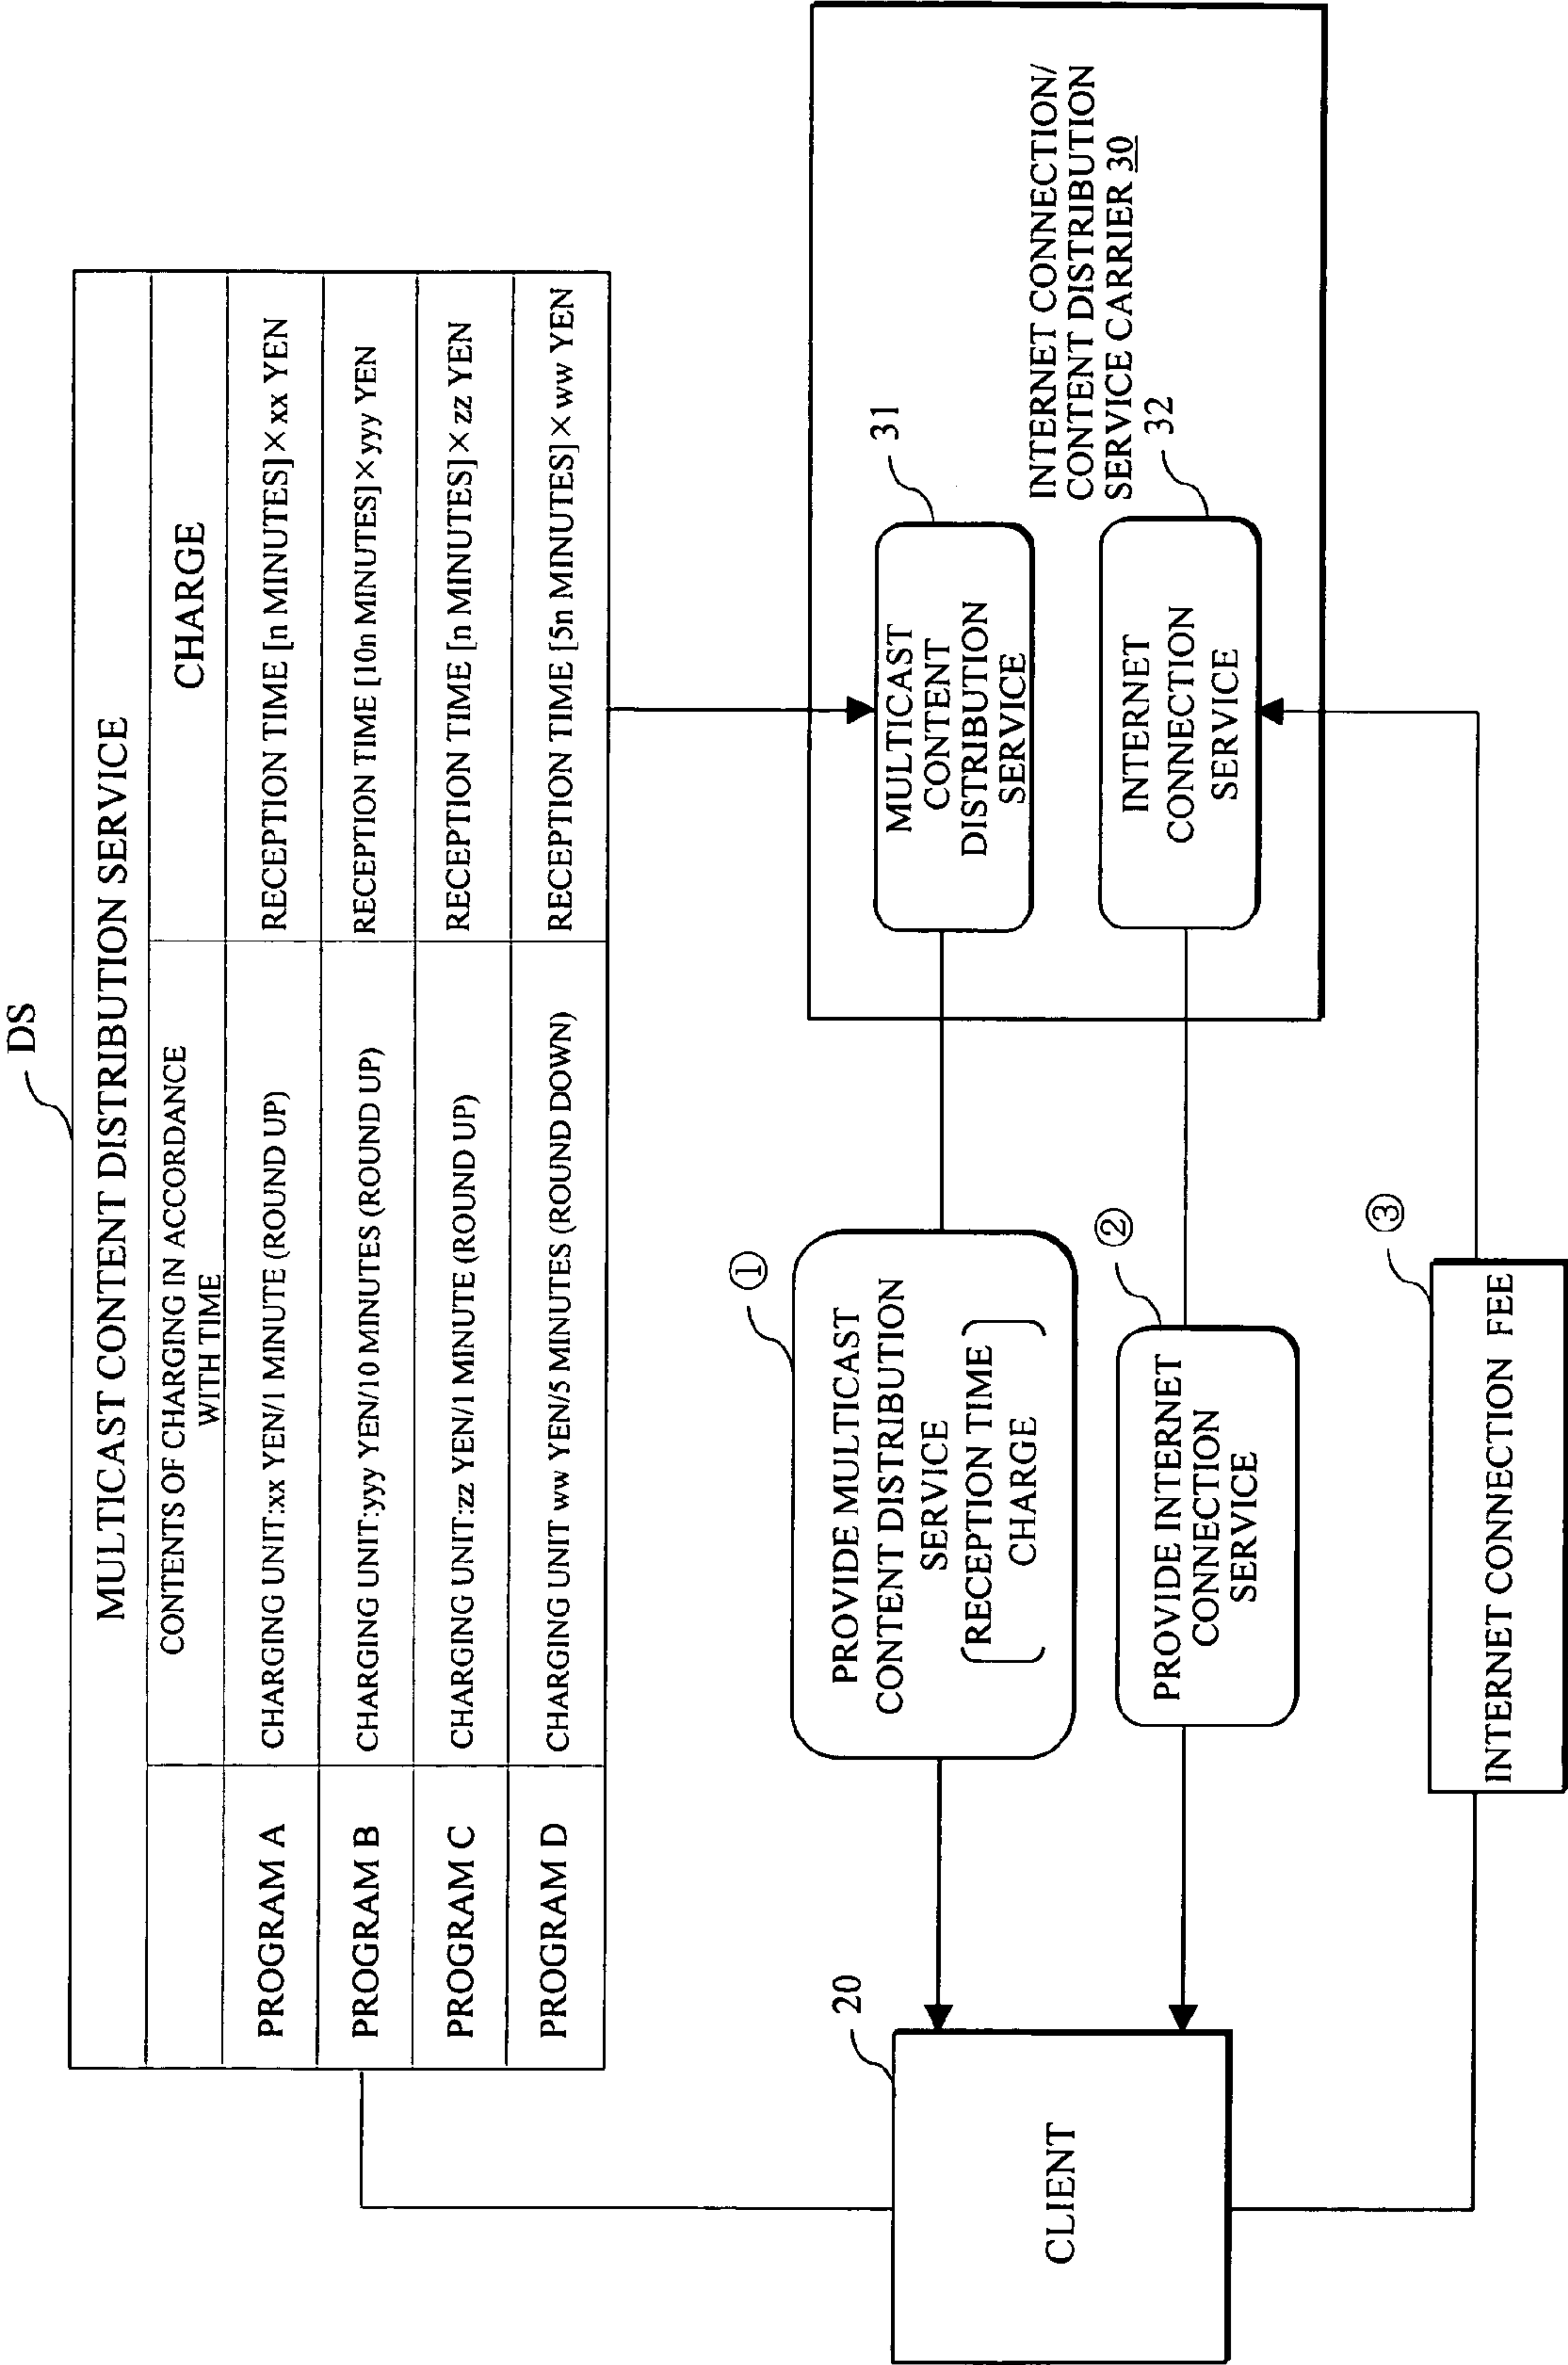 DS
MULTICAST CONTENT DISTRIBUTION SERVICE
CONTENTS OF CHARGING IN ACCORDANCE
WITH TIME
CHARGE
PROGRAM A
CHARGING UNIT:xx YEN/1 MINUTE (ROUND UP)
RECEPTION TIME [n MINUTES]×xx YEN
PROGRAM B
CHARGING UNIT:yyy YEN/10 MINUTES (ROUND UP)
RECEPTION TIME [10n MINUTES]×yyy YEN
PROGRAM C
CHARGING UNIT:zz YEN/1 MINUTE (ROUND UP)
RECEPTION TIME [n MINUTES]×zz YEN
PROGRAM D
CHARGING UNIT ww YEN/5 MINUTES (ROUND DOWN)
RECEPTION TIME [5n MINUTES]×ww YEN
20
CLIENT
①
PROVIDE MULTICAST
CONTENT DISTRIBUTION
SERVICE
RECEPTION TIME
CHARGE
②
PROVIDE INTERNET
CONNECTION
SERVICE
③
INTERNET CONNECTION FEE
31
MULTICAST
CONTENT
DISTRIBUTION
SERVICE
INTERNET CONNECTION/
CONTENT DISTRIBUTION
SERVICE CARRIER 30
32
INTERNET
CONNECTION
SERVICE